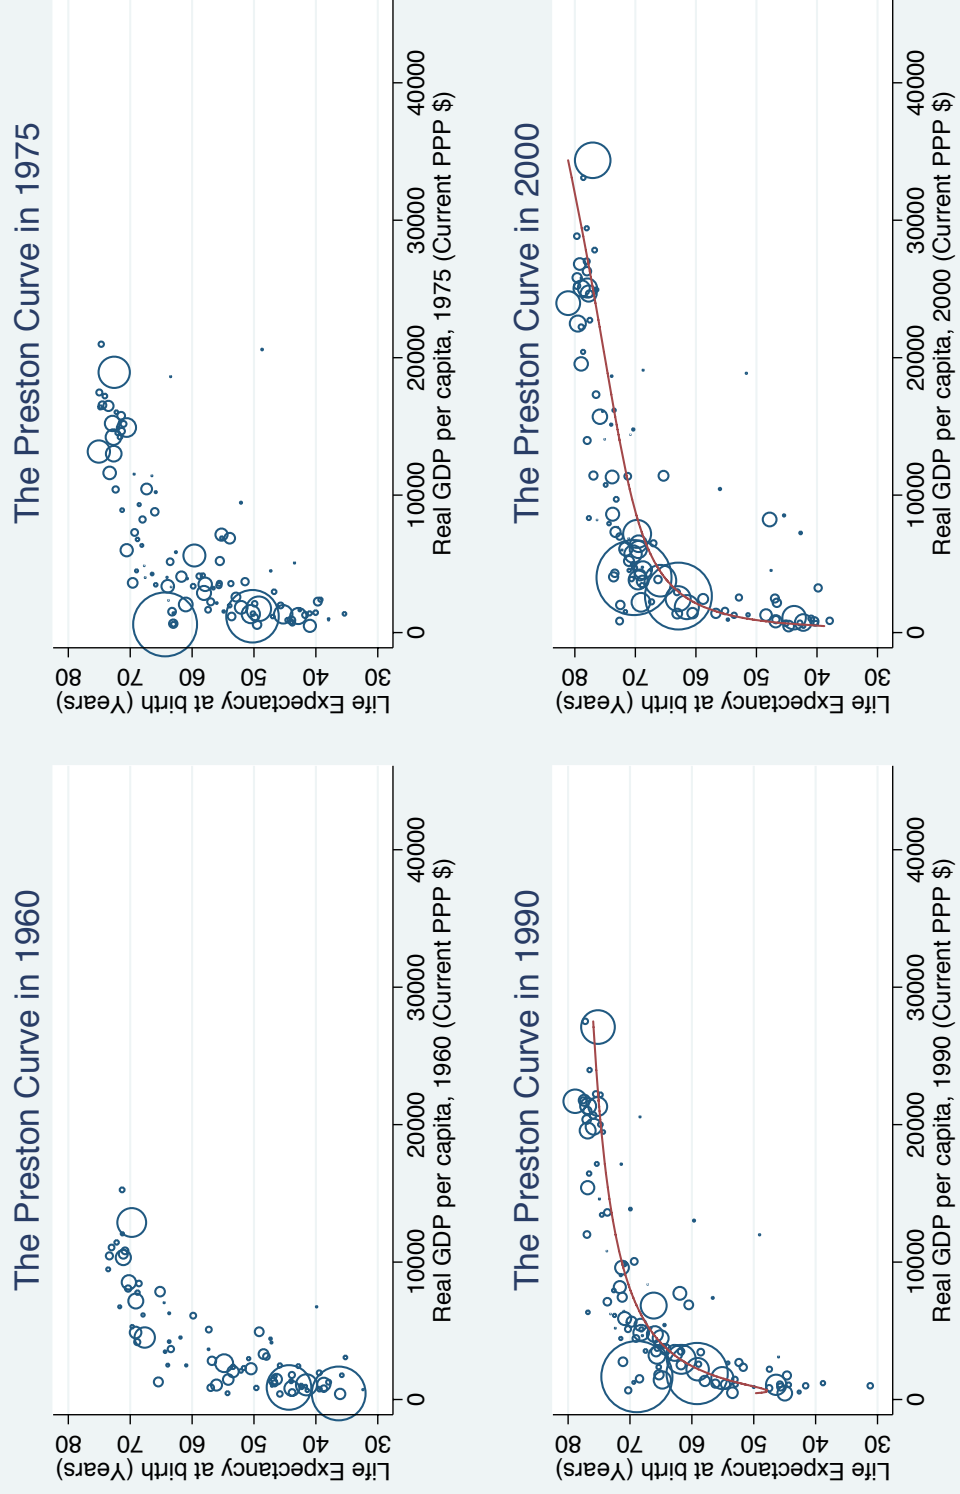 The Preston Curve in 1960
Life Expectancy at birth (Years)
80
70
60
50
40
30
0 10000 20000 30000 40000
Real GDP per capita, 1960 (Current PPP $)
The Preston Curve in 1975
Life Expectancy at birth (Years)
80
70
60
50
40
30
0 10000 20000 30000 40000
Real GDP per capita, 1975 (Current PPP $)
The Preston Curve in 1990
Life Expectancy at birth (Years)
80
70
60
50
40
30
0 10000 20000 30000 40000
Real GDP per capita, 1990 (Current PPP $)
The Preston Curve in 2000
Life Expectancy at birth (Years)
80
70
60
50
40
30
0 10000 20000 30000 40000
Real GDP per capita, 2000 (Current PPP $)